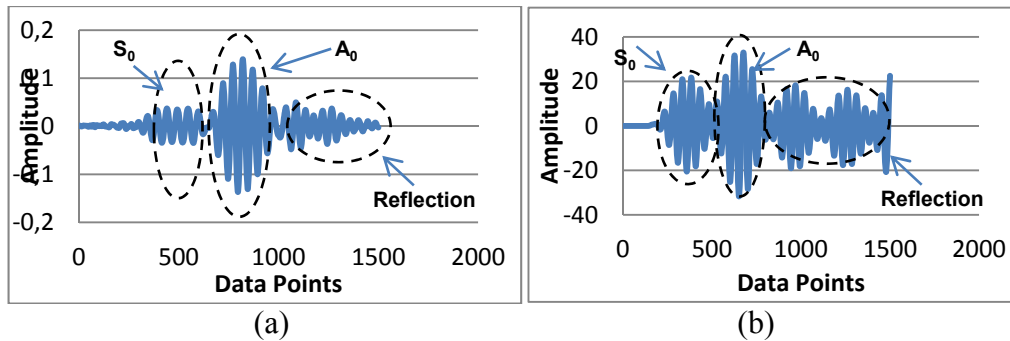 0,2
0.1
0
-0.1
-0,2
Amplitude
S₀
A₀
Reflection
0 500 1000 1500 2000
Data Points
(a)
40
20
0
-20
-40
Amplitude
S₀
A₀
Reflection
0 500 1000 1500 2000
Data Points
(b)